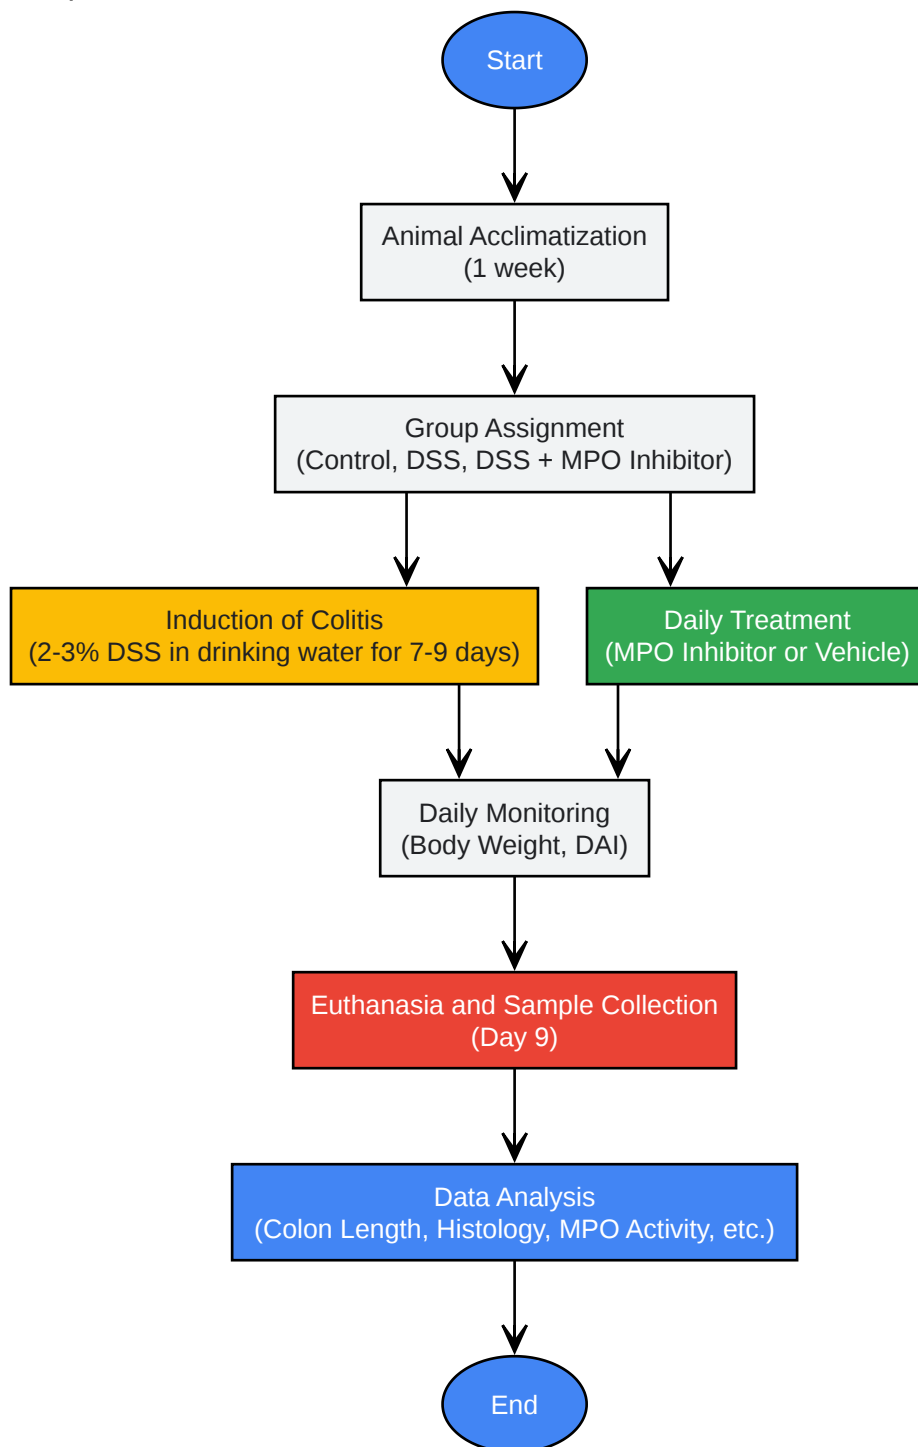 Start
Animal Acclimatization
(1 week)
Group Assignment
(Control, DSS, DSS + MPO Inhibitor)
Induction of Colitis
(2-3% DSS in drinking water for 7-9 days)
Daily Treatment
(MPO Inhibitor or Vehicle)
Daily Monitoring
(Body Weight, DAI)
Euthanasia and Sample Collection
(Day 9)
Data Analysis
(Colon Length, Histology, MPO Activity, etc.)
End